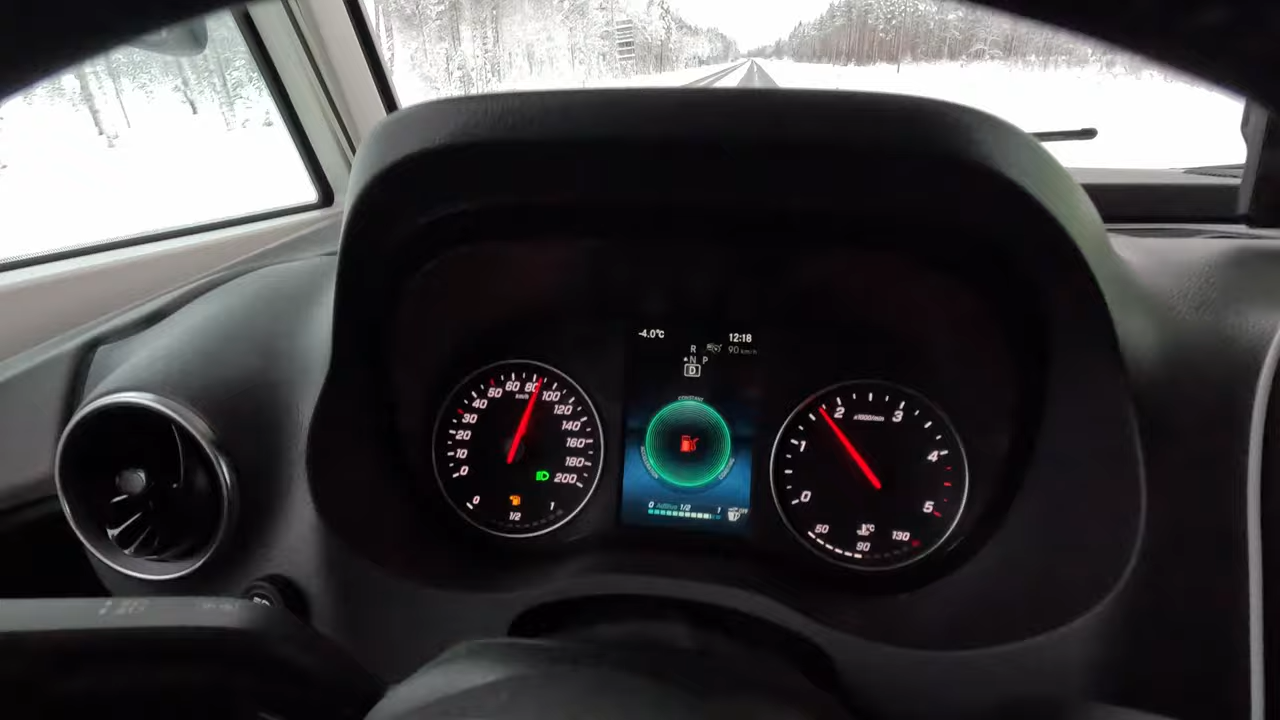 -4.0°C 12:18
R 90 km/h
N P
D
0 10 20 30 40 50 60 80 100 120 140 160 180 200
km/h
0 1/2 1
CONSTANT
0 AdBlue 1/2 1
OFF
0 1 2 3 4 5
x1000/min
50 90 130
°C